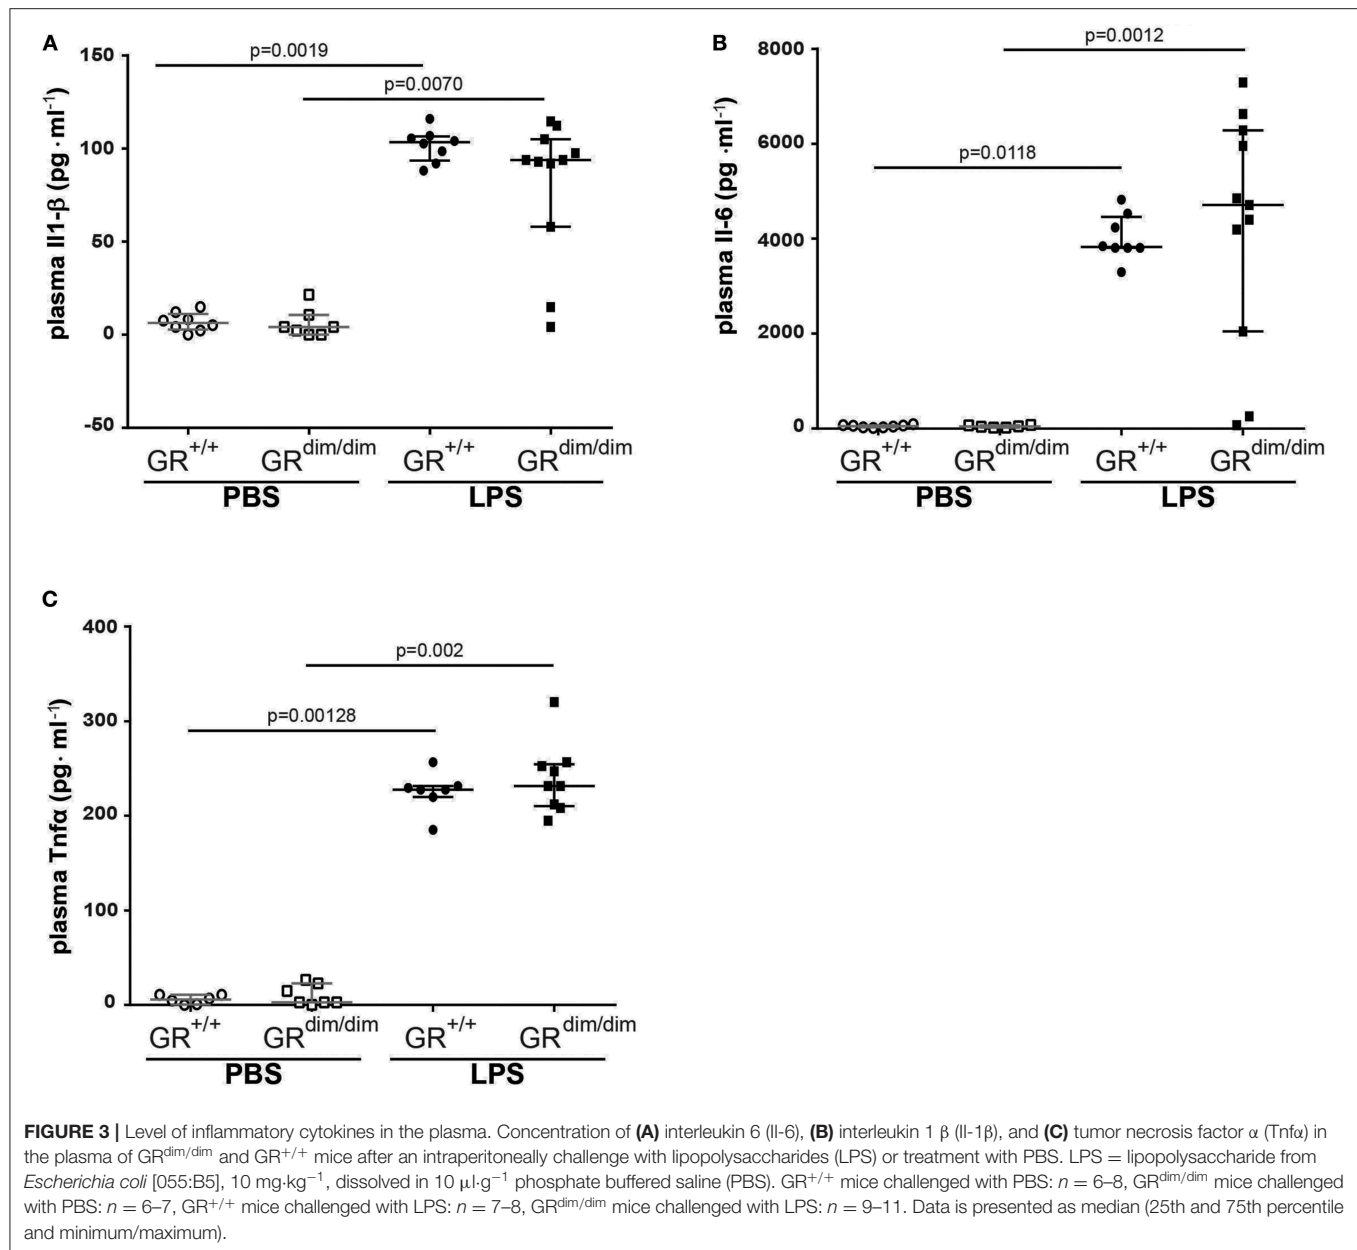 A
p=0.0019
p=0.0070
150
100
50
0
-50
plasma Il1-β (pg · ml⁻¹)
GR⁺/⁺ GRᵈⁱᵐ/ᵈⁱᵐ GR⁺/⁺ GRᵈⁱᵐ/ᵈⁱᵐ
PBS LPS
B
p=0.0012
p=0.0118
8000
6000
4000
2000
0
plasma Il-6 (pg ·ml⁻¹)
GR⁺/⁺ GRᵈⁱᵐ/ᵈⁱᵐ GR⁺/⁺ GRᵈⁱᵐ/ᵈⁱᵐ
PBS LPS
C
p=0.002
p=0.00128
400
300
200
100
0
plasma Tnfα (pg· ml⁻¹)
GR⁺/⁺ GRᵈⁱᵐ/ᵈⁱᵐ GR⁺/⁺ GRᵈⁱᵐ/ᵈⁱᵐ
PBS LPS
FIGURE 3 | Level of inflammatory cytokines in the plasma. Concentration of (A) interleukin 6 (Il-6), (B) interleukin 1 β (Il-1β), and (C) tumor necrosis factor α (Tnfα) in
the plasma of GRᵈⁱᵐ/ᵈⁱᵐ and GR⁺/⁺ mice after an intraperitoneally challenge with lipopolysaccharides (LPS) or treatment with PBS. LPS = lipopolysaccharide from
Escherichia coli [055:B5], 10 mg·kg⁻¹, dissolved in 10 μl·g⁻¹ phosphate buffered saline (PBS). GR⁺/⁺ mice challenged with PBS: n = 6–8, GRᵈⁱᵐ/ᵈⁱᵐ mice challenged
with PBS: n = 6–7, GR⁺/⁺ mice challenged with LPS: n = 7–8, GRᵈⁱᵐ/ᵈⁱᵐ mice challenged with LPS: n = 9–11. Data is presented as median (25th and 75th percentile
and minimum/maximum).